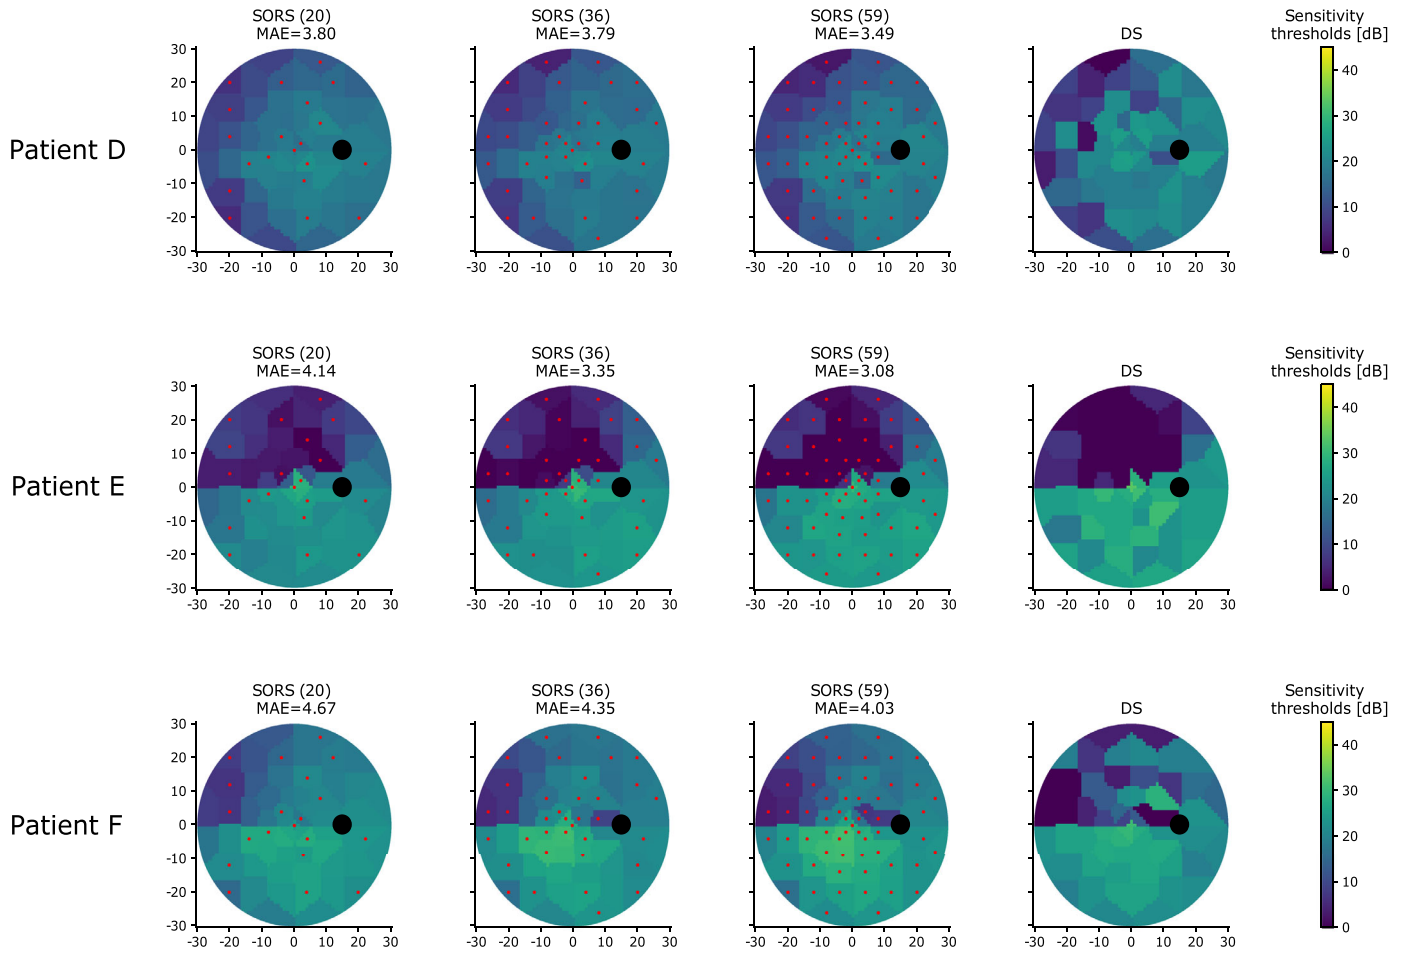 SORS (20)
MAE=3.80
SORS (36)
MAE=3.79
SORS (59)
MAE=3.49
DS
Sensitivity
thresholds [dB]
Patient D
30
20
10
0
-10
-20
-30
-30 -20 -10 0 10 20 30
-30 -20 -10 0 10 20 30
-30 -20 -10 0 10 20 30
-30 -20 -10 0 10 20 30
40
30
20
10
0
SORS (20)
MAE=4.14
SORS (36)
MAE=3.35
SORS (59)
MAE=3.08
DS
Sensitivity
thresholds [dB]
Patient E
30
20
10
0
-10
-20
-30
-30 -20 -10 0 10 20 30
-30 -20 -10 0 10 20 30
-30 -20 -10 0 10 20 30
-30 -20 -10 0 10 20 30
40
30
20
10
0
SORS (20)
MAE=4.67
SORS (36)
MAE=4.35
SORS (59)
MAE=4.03
DS
Sensitivity
thresholds [dB]
Patient F
30
20
10
0
-10
-20
-30
-30 -20 -10 0 10 20 30
-30 -20 -10 0 10 20 30
-30 -20 -10 0 10 20 30
-30 -20 -10 0 10 20 30
40
30
20
10
0